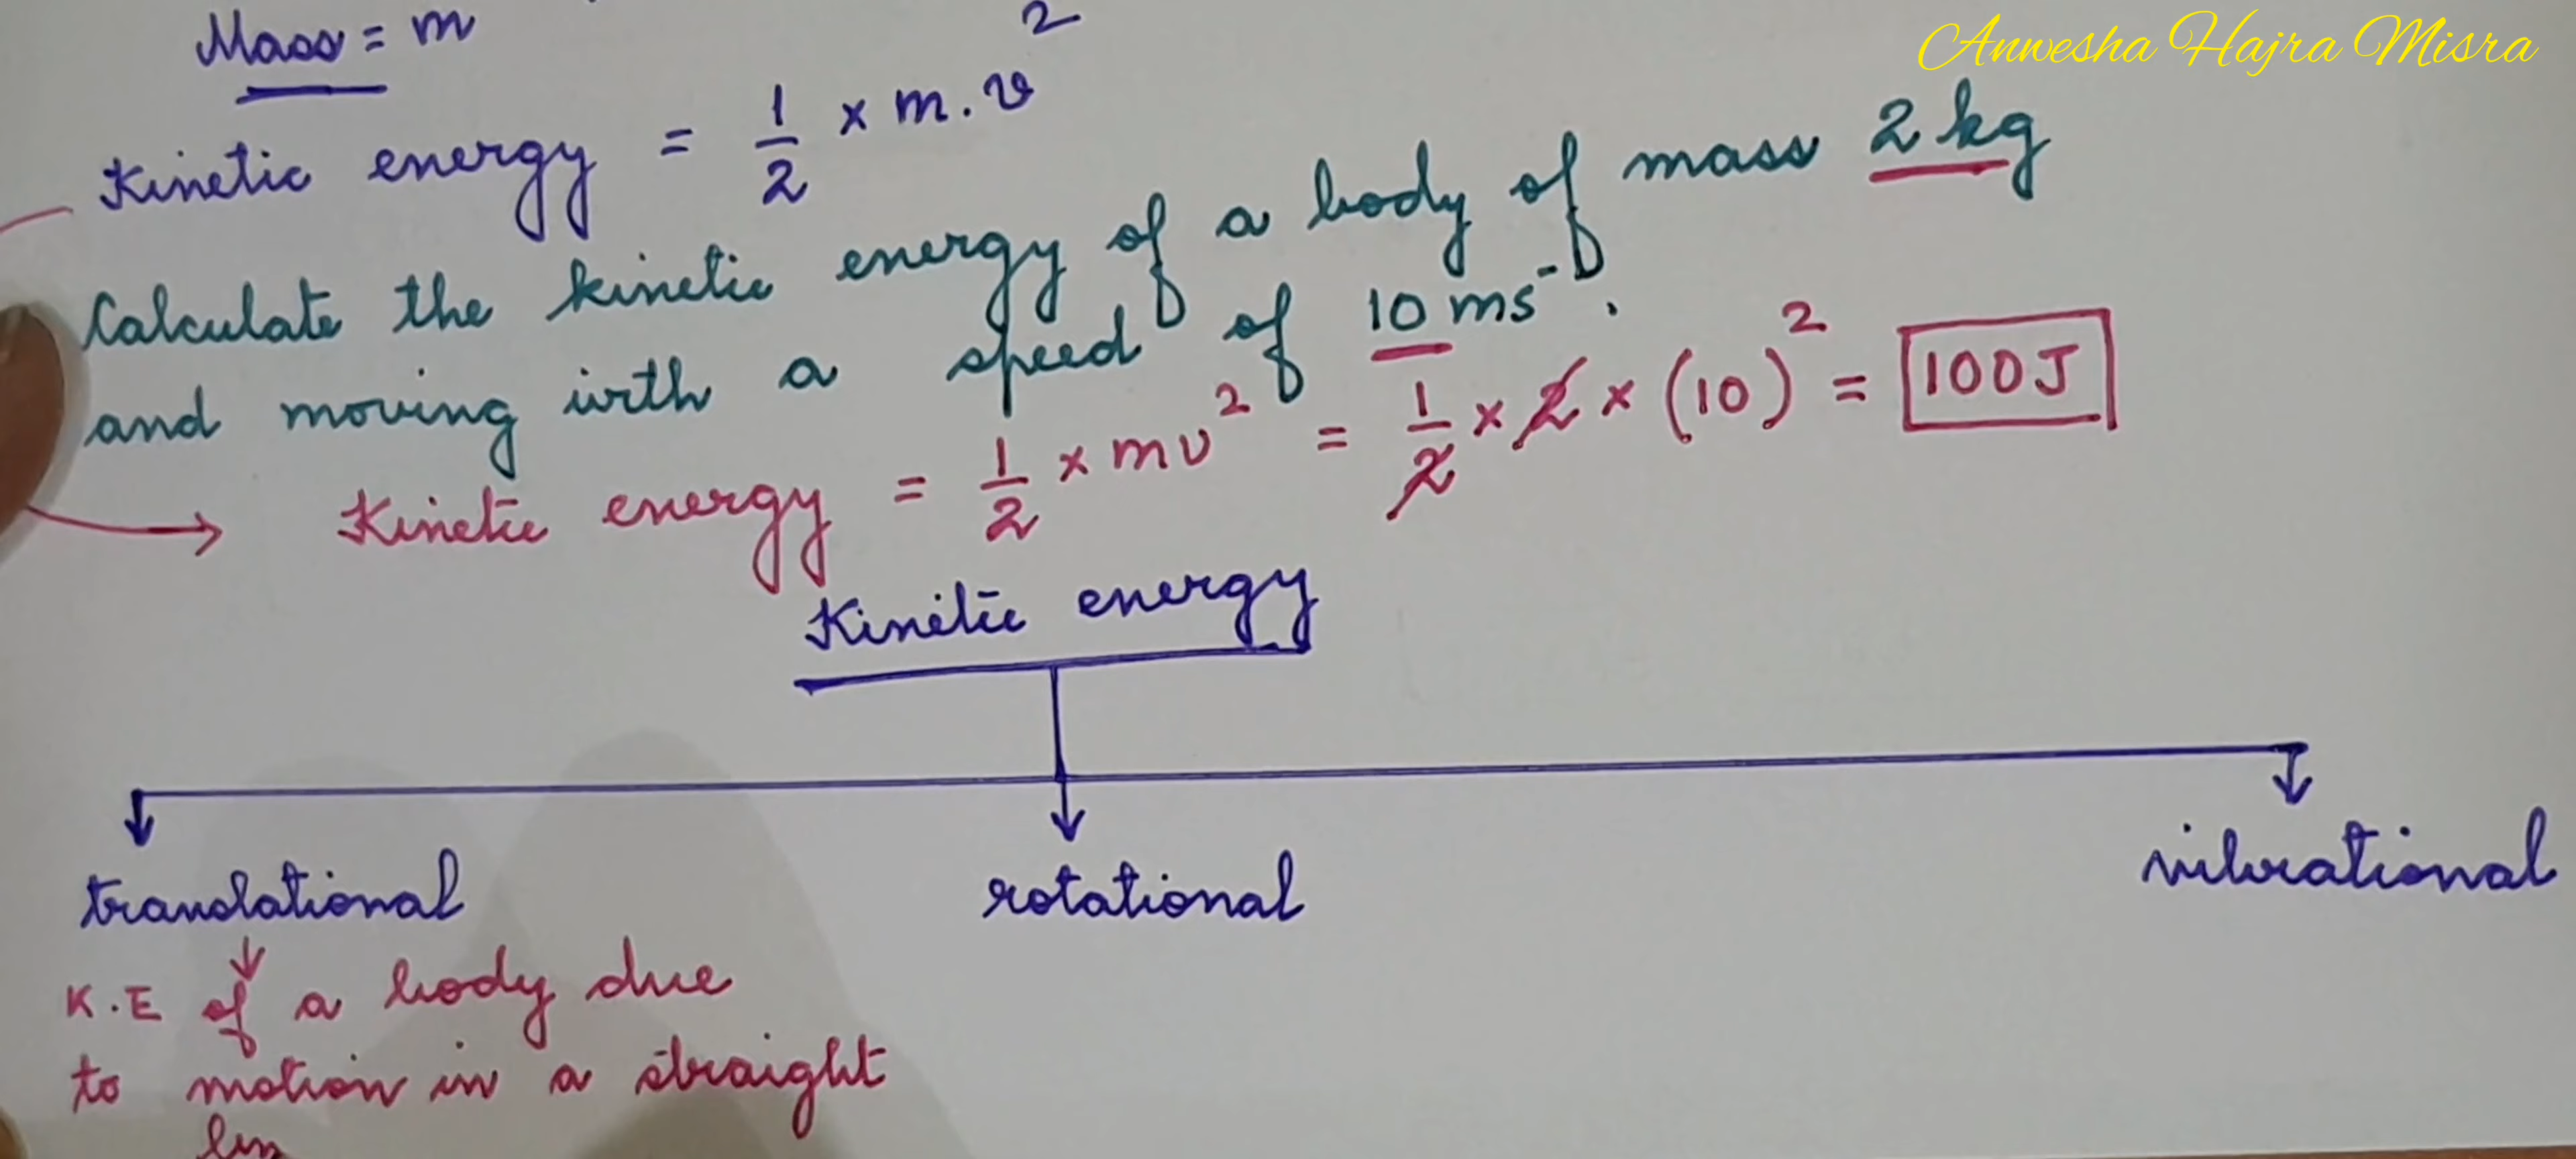 Anwesha Hajra Misra
Mass = m
Kinetic energy = 1/2 × m.v²
Calculate the kinetic energy of a body of mass 2 kg
and moving with a speed of 10 ms⁻¹.
→ Kinetic energy = 1/2 × mv² = 1/2 × 2 × (10)² = 100J
Kinetic energy
translational rotational vibrational
K.E of a body due
to motion in a straight